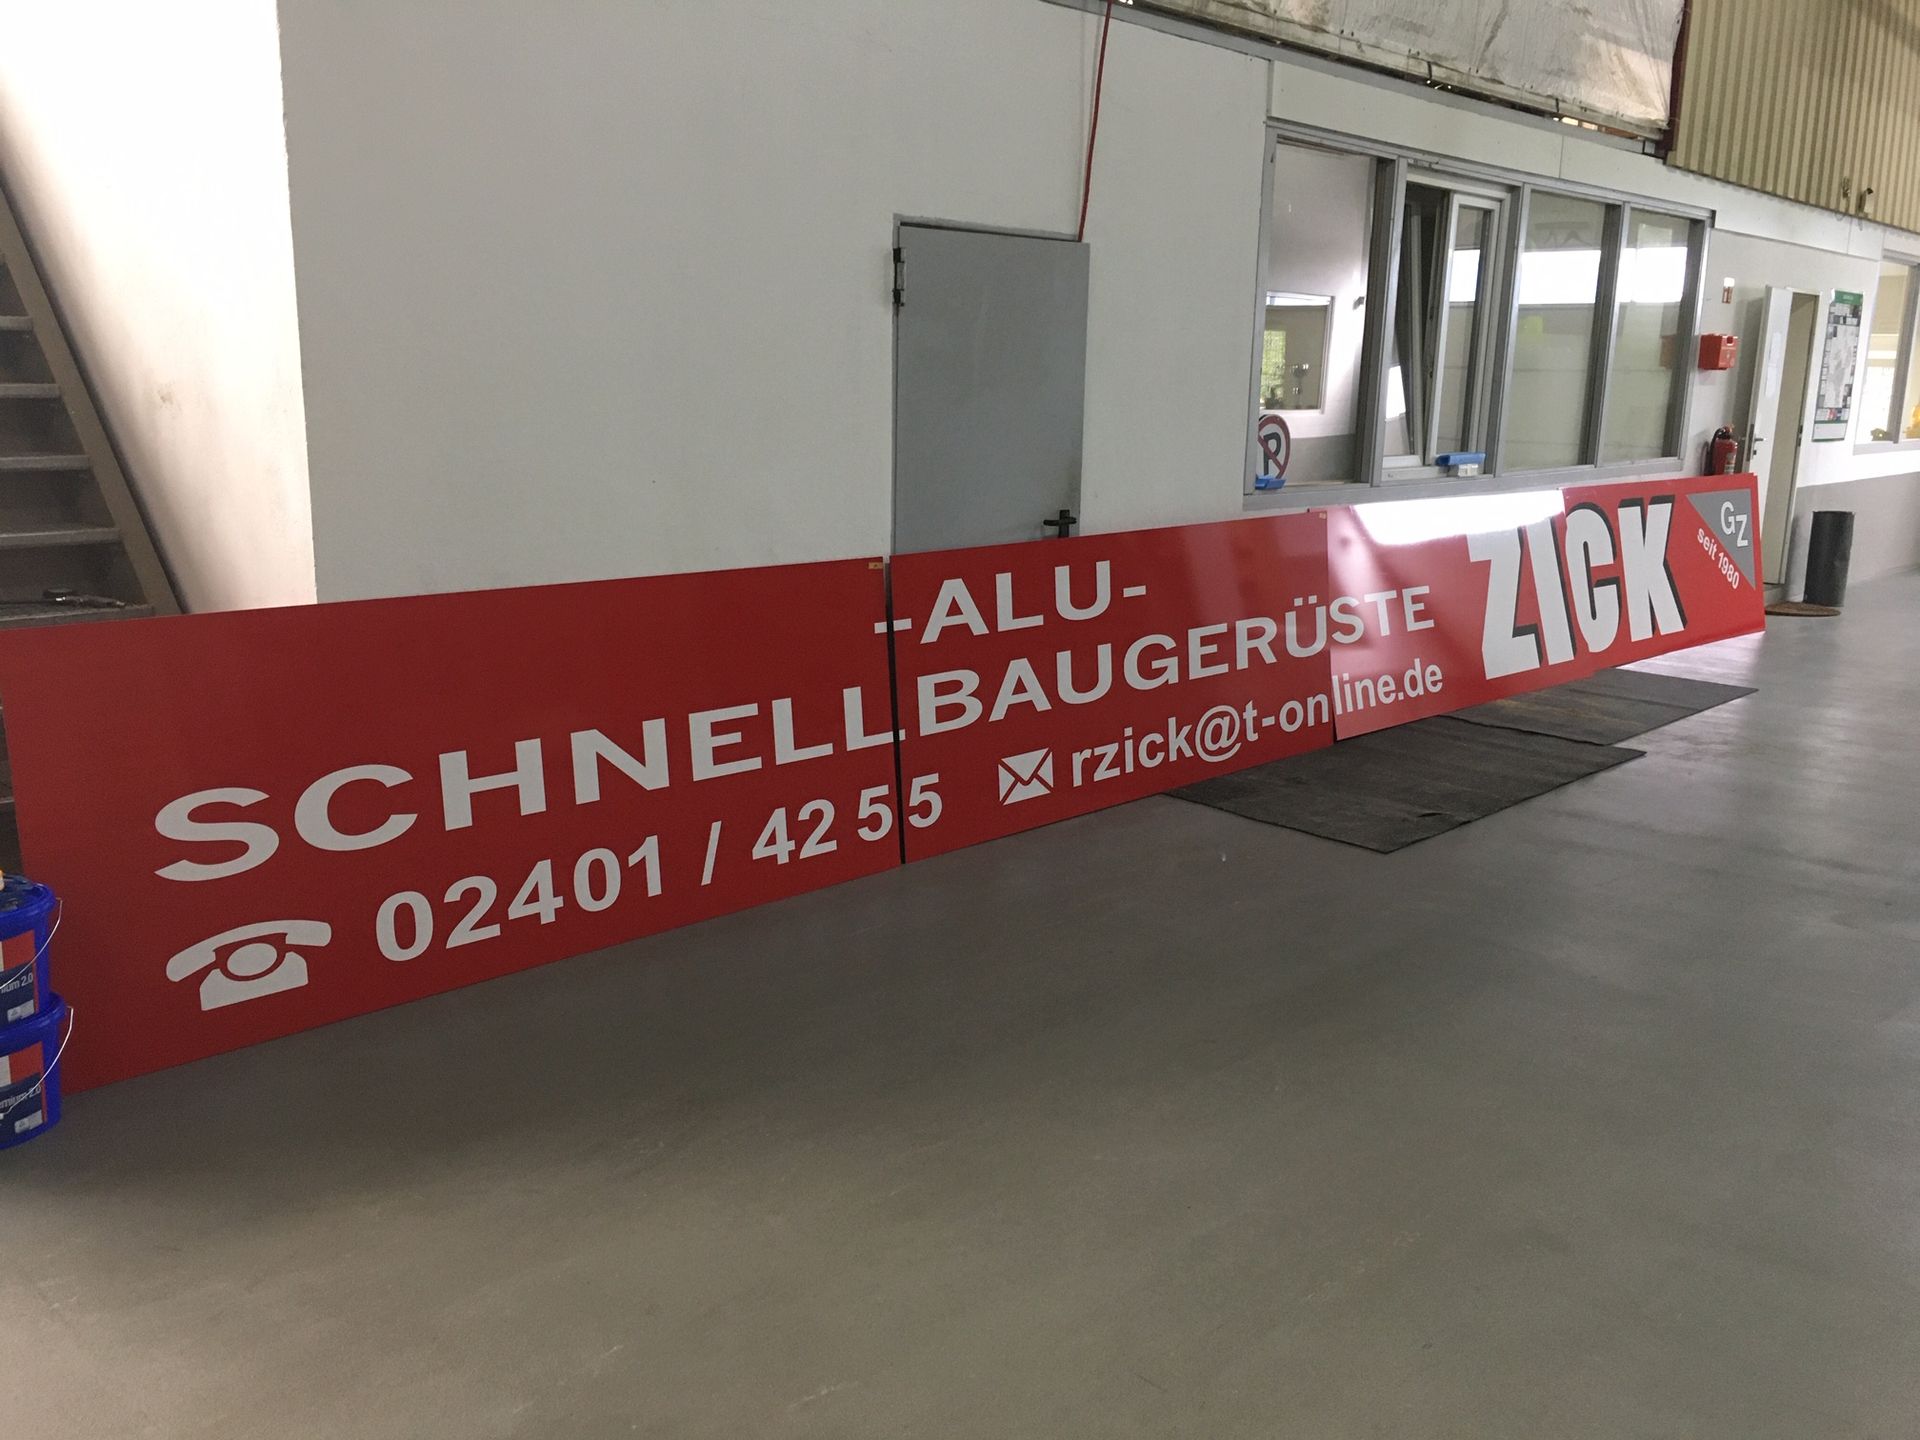 -ALU-
SCHNELLBAUGERÜSTE
02401 / 42 55 rzick@t-online.de
ZICK
GZ
seit 1980
P